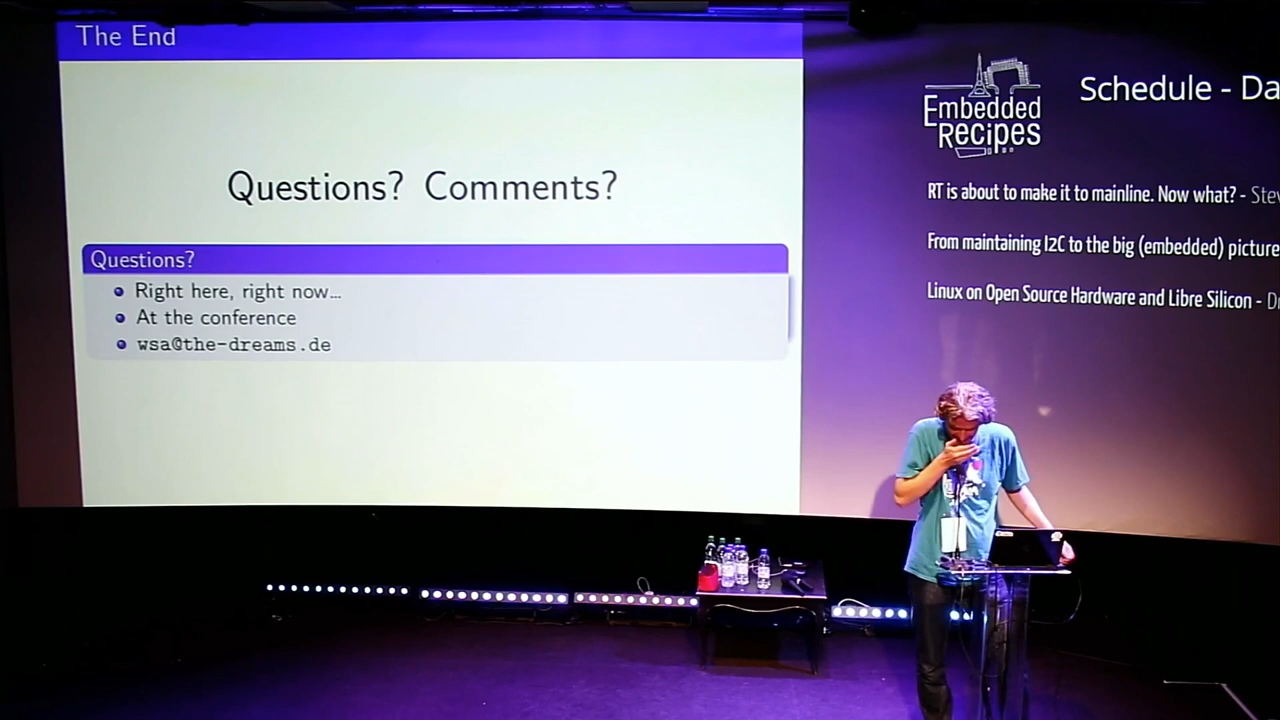 The End
Questions? Comments?
Questions?
Right here, right now...
At the conference
wsa@the-dreams.de
Embedded
Recipes
Schedule - Da
RT is about to make it to mainline. Now what? - Stev
From maintaining I2C to the big (embedded) picture
Linux on Open Source Hardware and Libre Silicon - Dr